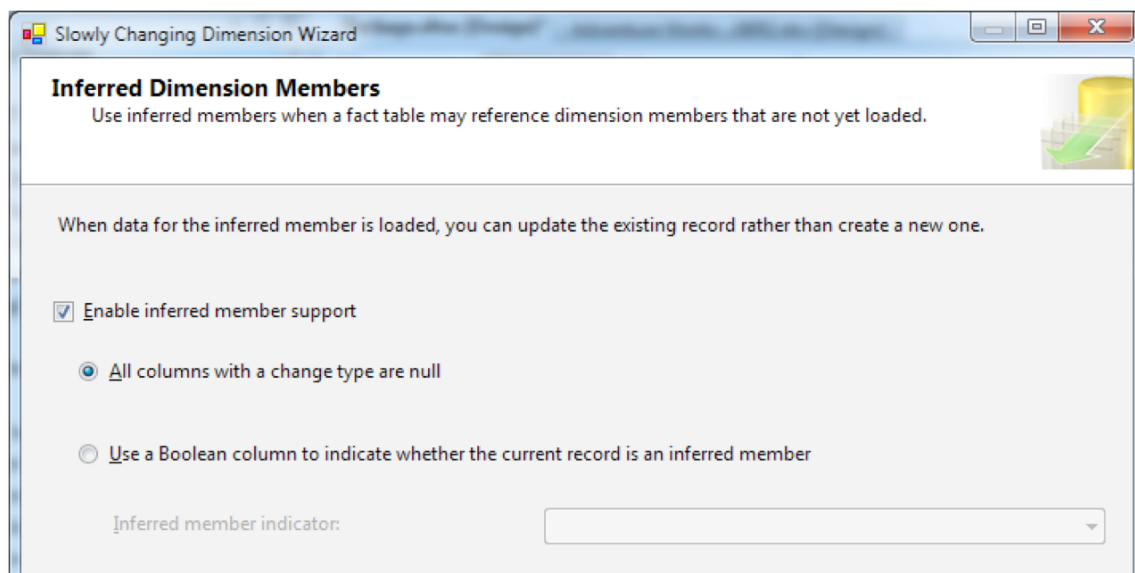 Slowly Changing Dimension Wizard
Inferred Dimension Members
Use inferred members when a fact table may reference dimension members that are not yet loaded.
When data for the inferred member is loaded, you can update the existing record rather than create a new one.
Enable inferred member support
All columns with a change type are null
Use a Boolean column to indicate whether the current record is an inferred member
Inferred member indicator: